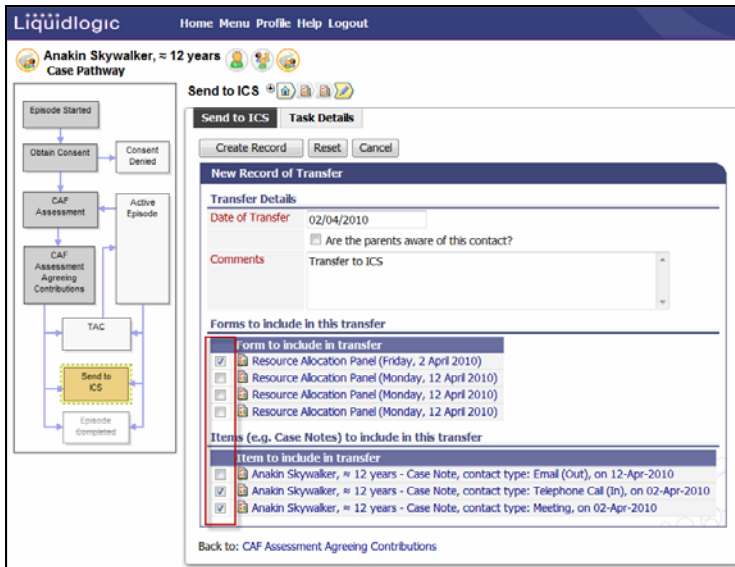 Liquidlogic
Home Menu Profile Help Logout
Anakin Skywalker, ≈ 12 years
Case Pathway
Episode Started
Obtain Consent
Consent
Denied
CAF
Assessment
Active
Episode
CAF
Assessment
Agreeing
Contributions
TAC
Send to
ICS
Episode
Completed
Send to ICS
Send to ICS Task Details
Create Record Reset Cancel
New Record of Transfer
Transfer Details
Date of Transfer 02/04/2010
Are the parents aware of this contact?
Comments Transfer to ICS
Forms to include in this transfer
Form to include in transfer
Resource Allocation Panel (Friday, 2 April 2010)
Resource Allocation Panel (Monday, 12 April 2010)
Resource Allocation Panel (Monday, 12 April 2010)
Resource Allocation Panel (Monday, 12 April 2010)
Items (e.g. Case Notes) to include in this transfer
Item to include in transfer
Anakin Skywalker, ≈ 12 years - Case Note, contact type: Email (Out), on 12-Apr-2010
Anakin Skywalker, ≈ 12 years - Case Note, contact type: Telephone Call (In), on 02-Apr-2010
Anakin Skywalker, ≈ 12 years - Case Note, contact type: Meeting, on 02-Apr-2010
Back to: CAF Assessment Agreeing Contributions